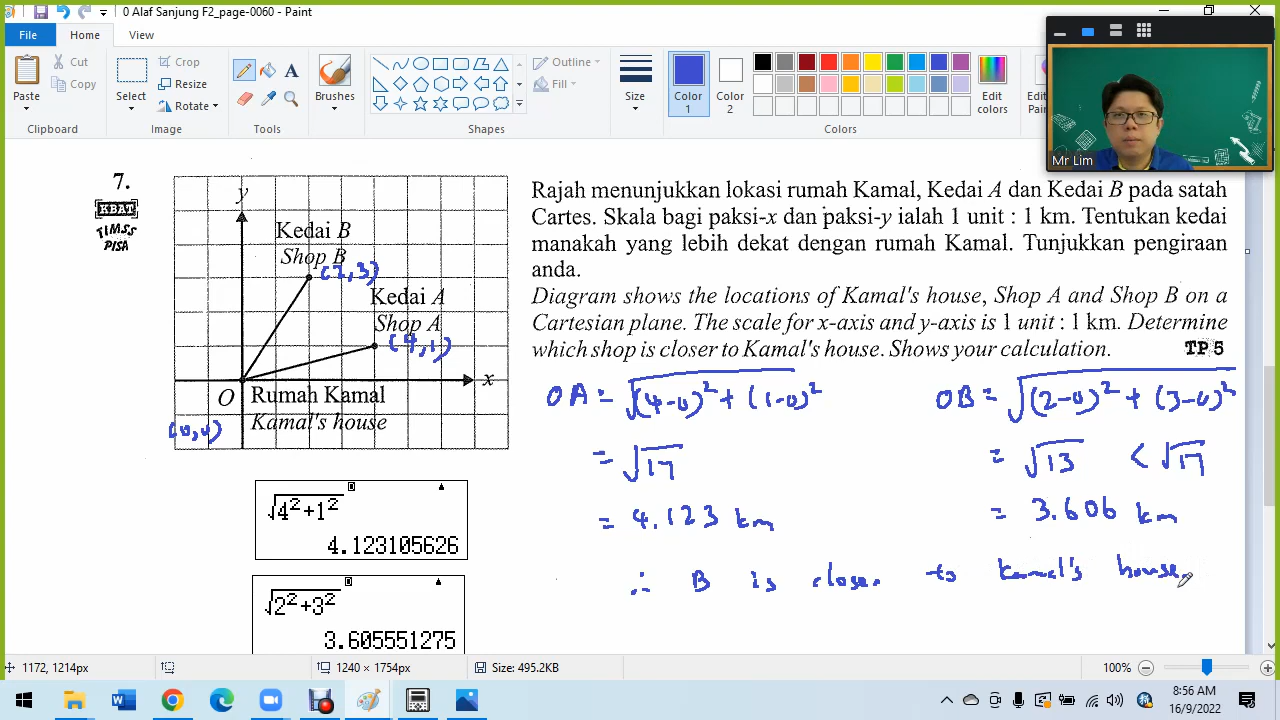 0 Alaf Sanjung F2_page-0060 - Paint
File Home View
Paste Cut Copy Clipboard
Select Crop Resize Rotate Image
Tools
Brushes
Outline Fill Shapes
Size
Color 1 Color 2 Edit colors Colors
Mr Lim
7.
KBAT
TIMSS
PISA
y
Kedai B
Shop B
(2,3)
Kedai A
Shop A
(4,1)
x
O
Rumah Kamal
Kamal's house
(0,0)
Rajah menunjukkan lokasi rumah Kamal, Kedai A dan Kedai B pada satah
Cartes. Skala bagi paksi-x dan paksi-y ialah 1 unit : 1 km. Tentukan kedai
manakah yang lebih dekat dengan rumah Kamal. Tunjukkan pengiraan
anda.
Diagram shows the locations of Kamal's house, Shop A and Shop B on a
Cartesian plane. The scale for x-axis and y-axis is 1 unit : 1 km. Determine
which shop is closer to Kamal's house. Shows your calculation. TP 5
OA = √(4-0)² + (1-0)²
= √17
= 4.123 km
OB = √(2-0)² + (3-0)²
= √13 < √17
= 3.606 km
∴ B is closer to Kamal's house.
√4²+1²
4.123105626
√2²+3²
3.605551275
1172, 1214px 1240 × 1754px Size: 495.2KB 100%
8:56 AM
16/9/2022